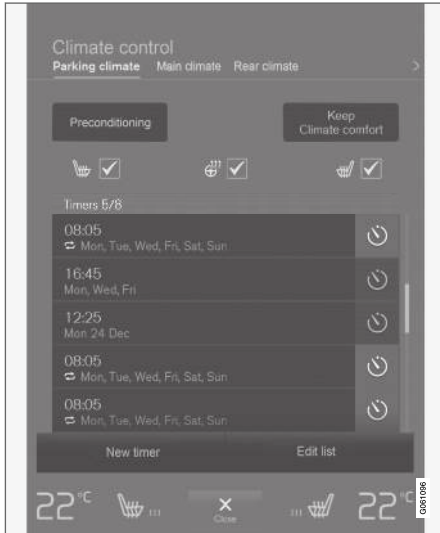 Climate control
Parking climate Main climate Rear climate
Preconditioning
Keep
Climate comfort
Timers 5/8
08:05
Mon, Tue, Wed, Fri, Sat, Sun
16:45
Mon, Wed, Fri
12:25
Mon 24 Dec
08:05
Mon, Tue, Wed, Fri, Sat, Sun
08:05
Mon, Tue, Wed, Fri, Sat, Sun
New timer Edit list
22°C 22°C
Close
G061096